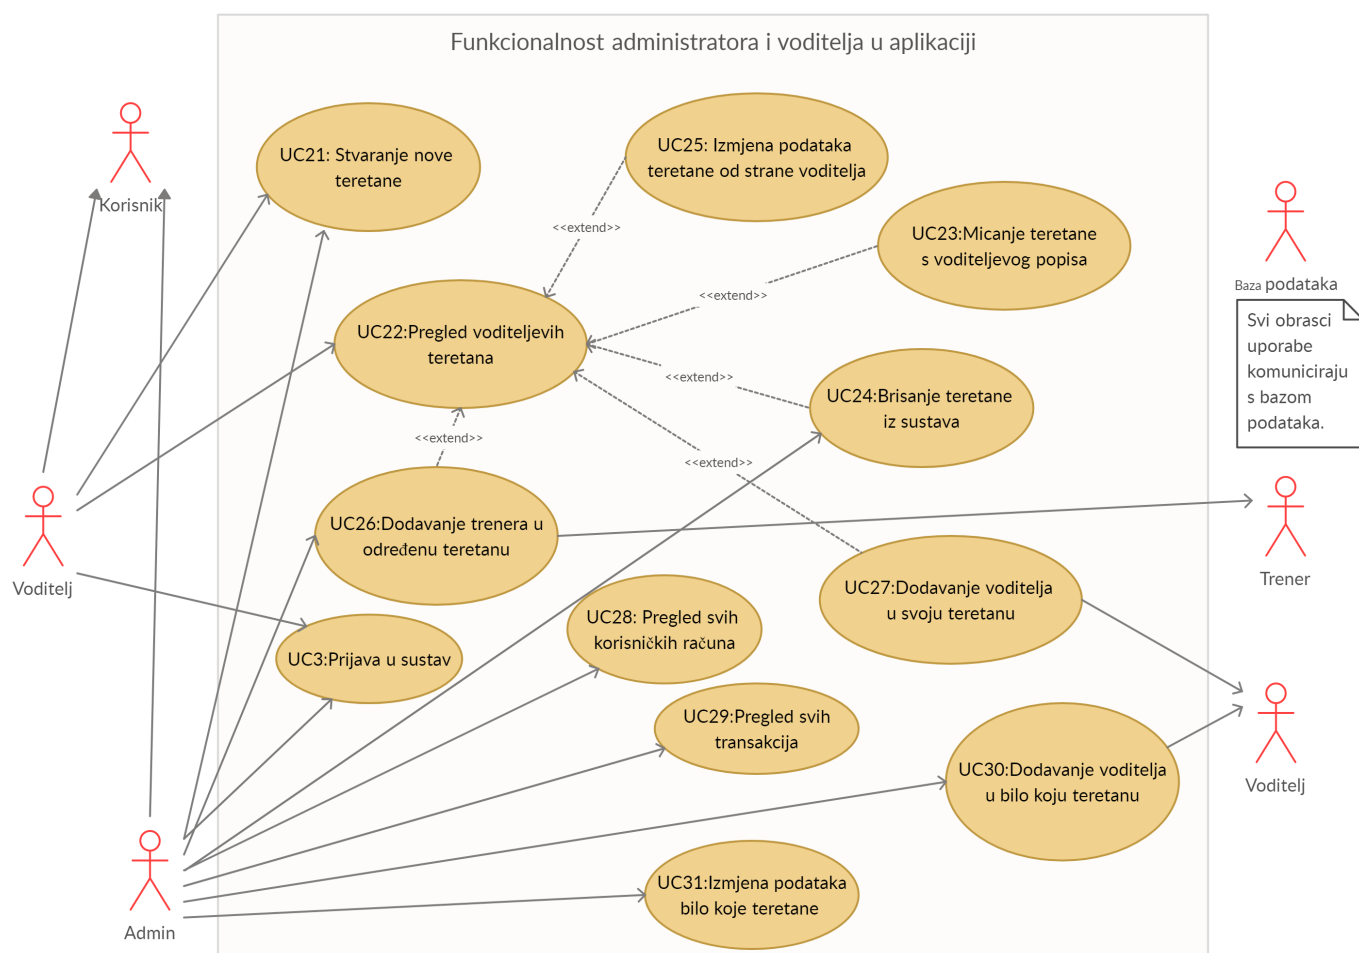 Funkcionalnost administratora i voditelja u aplikaciji
Korisnik
UC21: Stvaranje nove
teretane
UC25: Izmjena podataka
teretane od strane voditelja
<<extend>>
UC23:Micanje teretane
s voditeljevog popisa
<<extend>>
Baza podataka
Svi obrasci
uporabe
komuniciraju
s bazom
podataka.
UC22:Pregled voditeljevih
teretana
<<extend>>
UC24:Brisanje teretane
iz sustava
<<extend>>
<<extend>>
UC26:Dodavanje trenera u
određenu teretanu
Voditelj
Trener
UC27:Dodavanje voditelja
u svoju teretanu
UC28: Pregled svih
korisničkih računa
UC3:Prijava u sustav
UC29:Pregled svih
transakcija
UC30:Dodavanje voditelja
u bilo koju teretanu
Voditelj
UC31:Izmjena podataka
bilo koje teretane
Admin